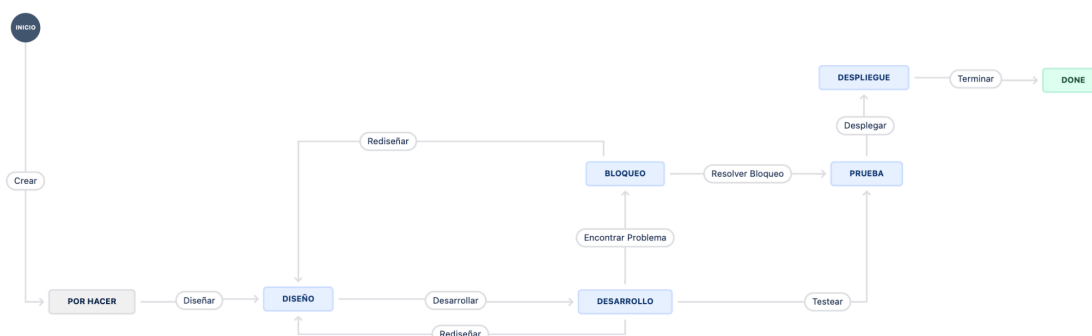 INICIO
DESPLIEGUE
Terminar
DONE
Desplegar
Rediseñar
BLOQUEO
Resolver Bloqueo
PRUEBA
Crear
Encontrar Problema
POR HACER
Diseñar
DISEÑO
Desarrollar
DESARROLLO
Testear
Rediseñar